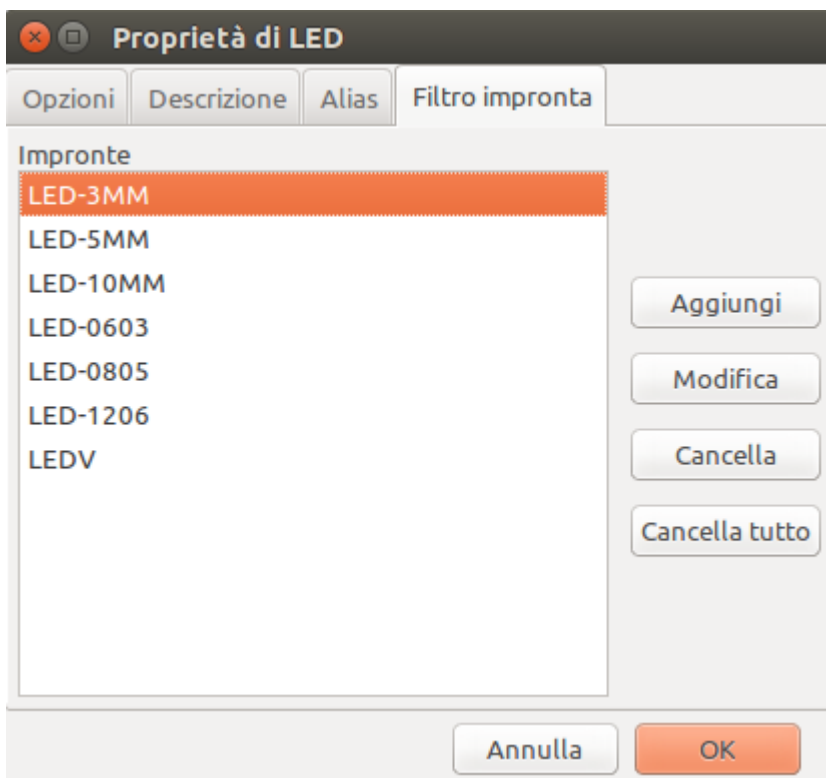 Proprietà di LED
Opzioni Descrizione Alias Filtro impronta
Impronte
LED-3MM
LED-5MM
LED-10MM
LED-0603
LED-0805
LED-1206
LEDV
Aggiungi
Modifica
Cancella
Cancella tutto
Annulla OK